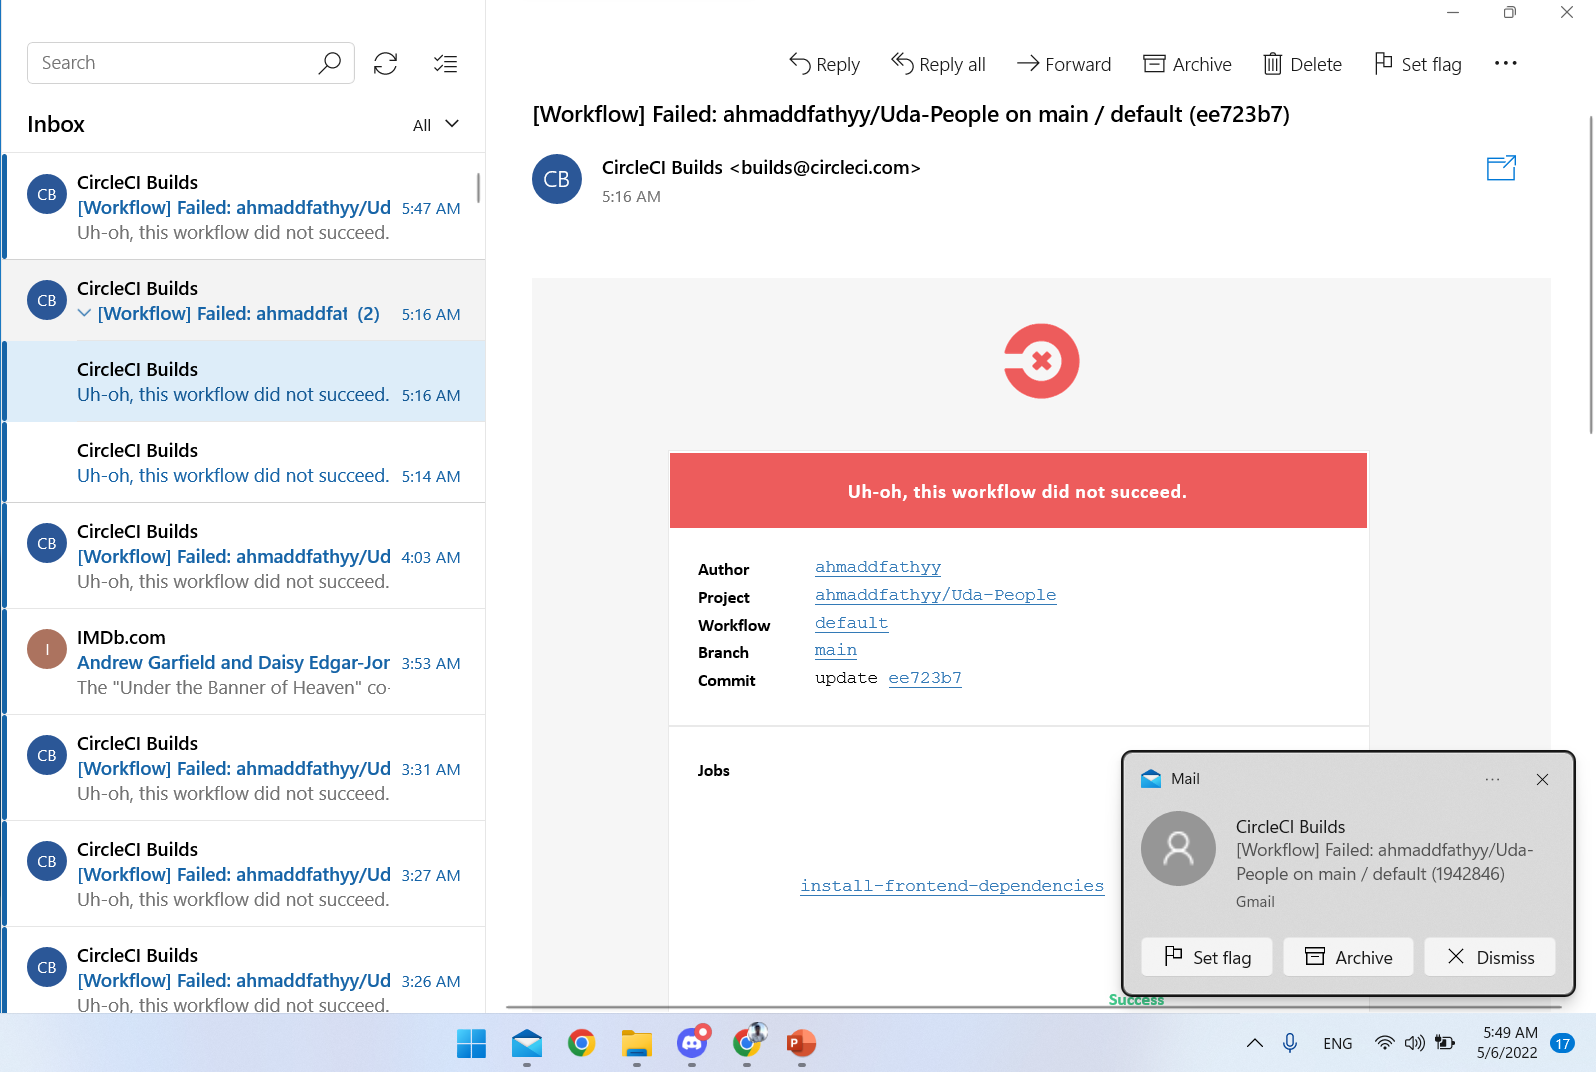 Search
Inbox
All
CB
CircleCI Builds
[Workflow] Failed: ahmaddfathyy/Ud 5:47 AM
Uh-oh, this workflow did not succeed.
CB
CircleCI Builds
[Workflow] Failed: ahmaddfat (2) 5:16 AM
CircleCI Builds
Uh-oh, this workflow did not succeed. 5:16 AM
CircleCI Builds
Uh-oh, this workflow did not succeed. 5:14 AM
CB
CircleCI Builds
[Workflow] Failed: ahmaddfathyy/Ud 4:03 AM
Uh-oh, this workflow did not succeed.
I
IMDb.com
Andrew Garfield and Daisy Edgar-Jor 3:53 AM
The "Under the Banner of Heaven" co-
CB
CircleCI Builds
[Workflow] Failed: ahmaddfathyy/Ud 3:31 AM
Uh-oh, this workflow did not succeed.
CB
CircleCI Builds
[Workflow] Failed: ahmaddfathyy/Ud 3:27 AM
Uh-oh, this workflow did not succeed.
CB
CircleCI Builds
[Workflow] Failed: ahmaddfathyy/Ud 3:26 AM
Uh-oh, this workflow did not succeed.
Reply Reply all Forward Archive Delete Set flag
[Workflow] Failed: ahmaddfathyy/Uda-People on main / default (ee723b7)
CB
CircleCI Builds <builds@circleci.com>
5:16 AM
Uh-oh, this workflow did not succeed.
Author ahmaddfathyy
Project ahmaddfathyy/Uda-People
Workflow default
Branch main
Commit update ee723b7
Jobs
install-frontend-dependencies
Success
Mail
CircleCI Builds
[Workflow] Failed: ahmaddfathyy/Uda-
People on main / default (1942846)
Gmail
Set flag Archive Dismiss
P
ENG
5:49 AM
5/6/2022
17